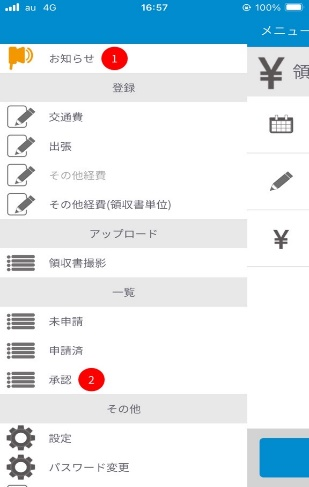 au 4G 16:57 100%
メニュー
お知らせ 1
¥ 領
登録
交通費
出張
その他経費
¥
その他経費(領収書単位)
アップロード
領収書撮影
一覧
未申請
申請済
承認 2
その他
設定
パスワード変更